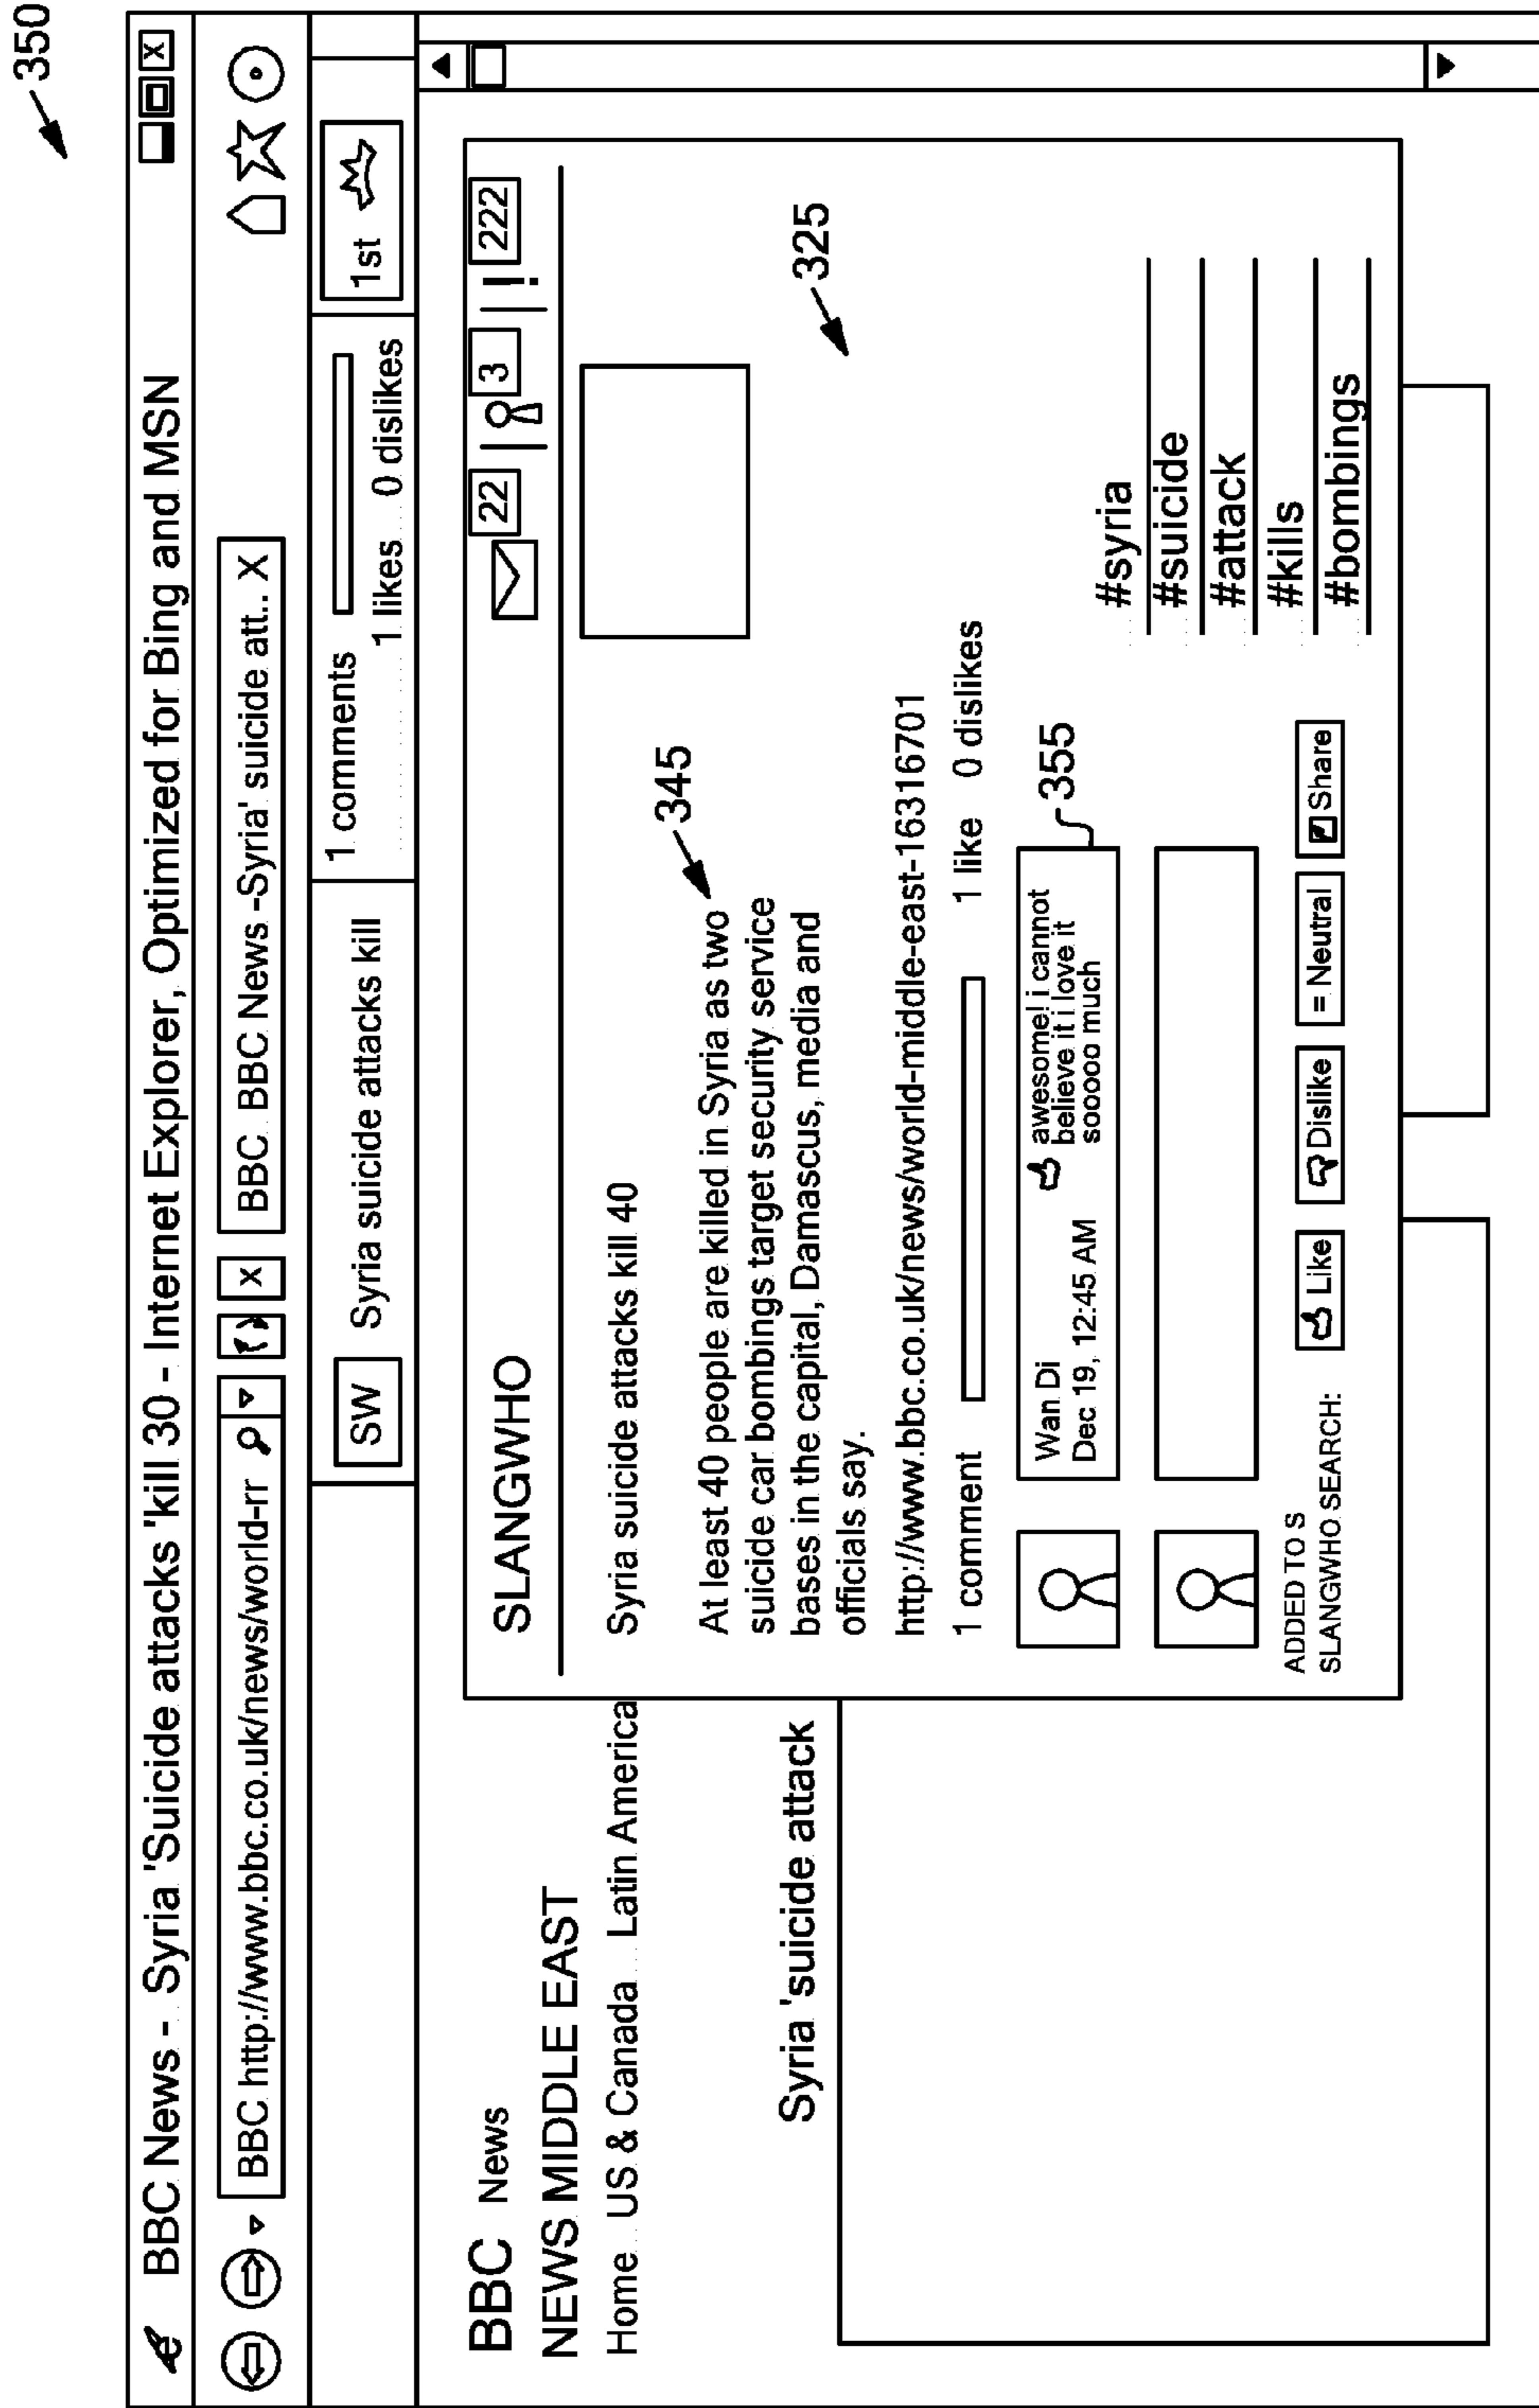 350
BBC News - Syria 'Suicide attacks 'kill 30 - Internet Explorer, Optimized for Bing and MSN
X
BBC http://www.bbc.co.uk/news/world-rr
X
BBC BBC News -Syria' suicide att.. X
SW
Syria suicide attacks kill
1 comments
1 likes 0 dislikes
1st
BBC News
NEWS MIDDLE EAST
Home US & Canada Latin America
Syria 'suicide attack
SLANGWHO
22
3
! 222
Syria suicide attacks kill 40
345
At least 40 people are killed in Syria as two
suicide car bombings target security service
bases in the capital, Damascus, media and
officials say.
325
http://www.bbc.co.uk/news/world-middle-east-16316701
1 comment
1 like 0 dislikes
Wan Di
Dec 19, 12:45 AM
awesome! i cannot
believe it i love it
sooooo much
355
#syria
#suicide
#attack
#kills
#bombings
ADDED TO S
SLANGWHO SEARCH:
Like
Dislike
= Neutral
Share